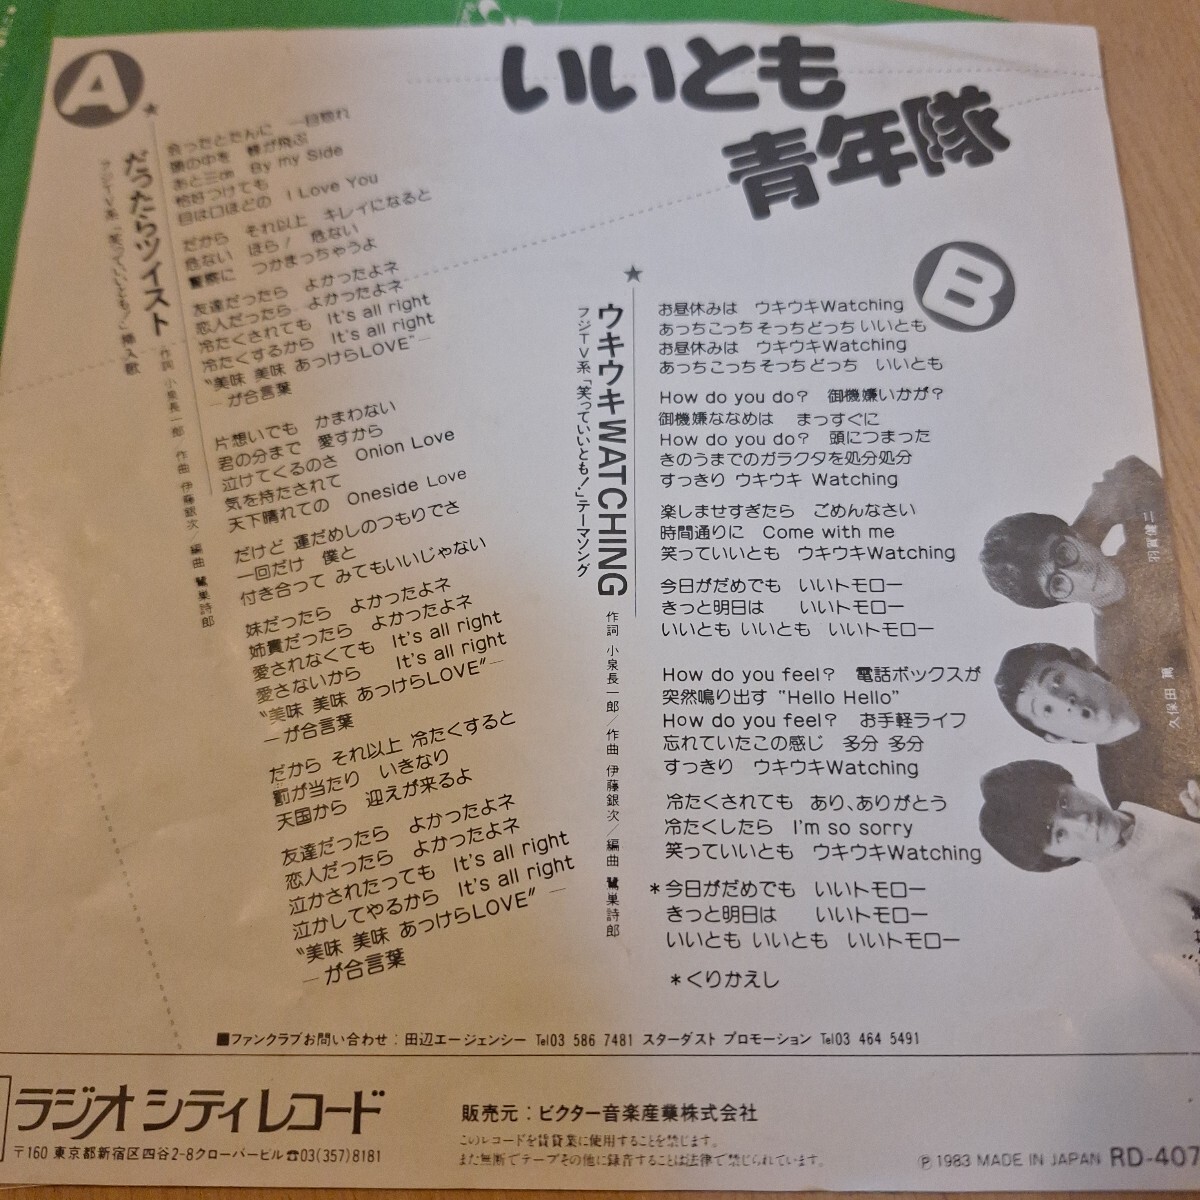 いいとも
青年隊
A
★
だったらツイスト
フジTV系「笑っていいとも!」挿入歌
作詞 小泉長一郎/作曲 伊藤銀次/編曲 鷺巣詩郎
会ったとたんに 一目惚れ
頭の中を 蜂が飛ぶ
あと三cm By my Side
恰好つけても
目は口ほどの I Love You
だから それ以上 キレイになると
危ない ほら! 危ない
警察に つかまっちゃうよ
友達だったら よかったよネ
恋人だったら よかったよネ
冷たくされても It's all right
冷たくするから It's all right
“美味 美味 あっけらLOVE”―
―が合言葉
片想いでも かまわない
君の分まで 愛すから
泣けてくるのさ Onion Love
気を持たされて
天下晴れての Oneside Love
だけど 運だめしのつもりでさ
一回だけ 僕と
付き合って みてもいいじゃない
妹だったら よかったよネ
姉貴だったら よかったよネ
愛されなくても It's all right
愛さないから It's all right
“美味 美味 あっけらLOVE”―
―が合言葉
だから それ以上 冷たくすると
罰が当たり いきなり
天国から 迎えが来るよ
友達だったら よかったよネ
恋人だったら よかったよネ
泣かされたっても It's all right
泣かしてやるから It's all right
“美味 美味 あっけらLOVE”―
―が合言葉
B
★
ウキウキWATCHING
フジTV系「笑っていいとも!」テーマソング
作詞 小泉長一郎/作曲 伊藤銀次/編曲 鷺巣詩郎
お昼休みは ウキウキWatching
あっちこっち そっちどっち いいとも
お昼休みは ウキウキWatching
あっちこっち そっちどっち いいとも
How do you do? 御機嫌いかが?
御機嫌ななめは まっすぐに
How do you do? 頭につまった
きのうまでのガラクタを処分処分
すっきり ウキウキ Watching
楽しませすぎたら ごめんなさい
時間通りに Come with me
笑っていいとも ウキウキWatching
今日がだめでも いいトモロー
きっと明日は いいトモロー
いいとも いいとも いいトモロー
How do you feel? 電話ボックスが
突然鳴り出す “Hello Hello”
How do you feel? お手軽ライフ
忘れていたこの感じ 多分 多分
すっきり ウキウキWatching
冷たくされても あり、ありがとう
冷たくしたら I'm so sorry
笑っていいとも ウキウキWatching
*今日がだめでも いいトモロー
きっと明日は いいトモロー
いいとも いいとも いいトモロー
*くりかえし
羽賀健二
久保田 篤
■ファンクラブお問い合わせ:田辺エージェンシー Tel03 586 7481 スターダスト プロモーション Tel03 464 5491
ラジオシティレコード
〒160 東京都新宿区四谷2-8クローバービル☎03(357)8181
販売元:ビクター音楽産業株式会社
このレコードを賃貸業に使用することを禁じます。
また無断でテープその他に録音することは法律で禁じられています。
Ⓟ1983 MADE IN JAPAN RD-407